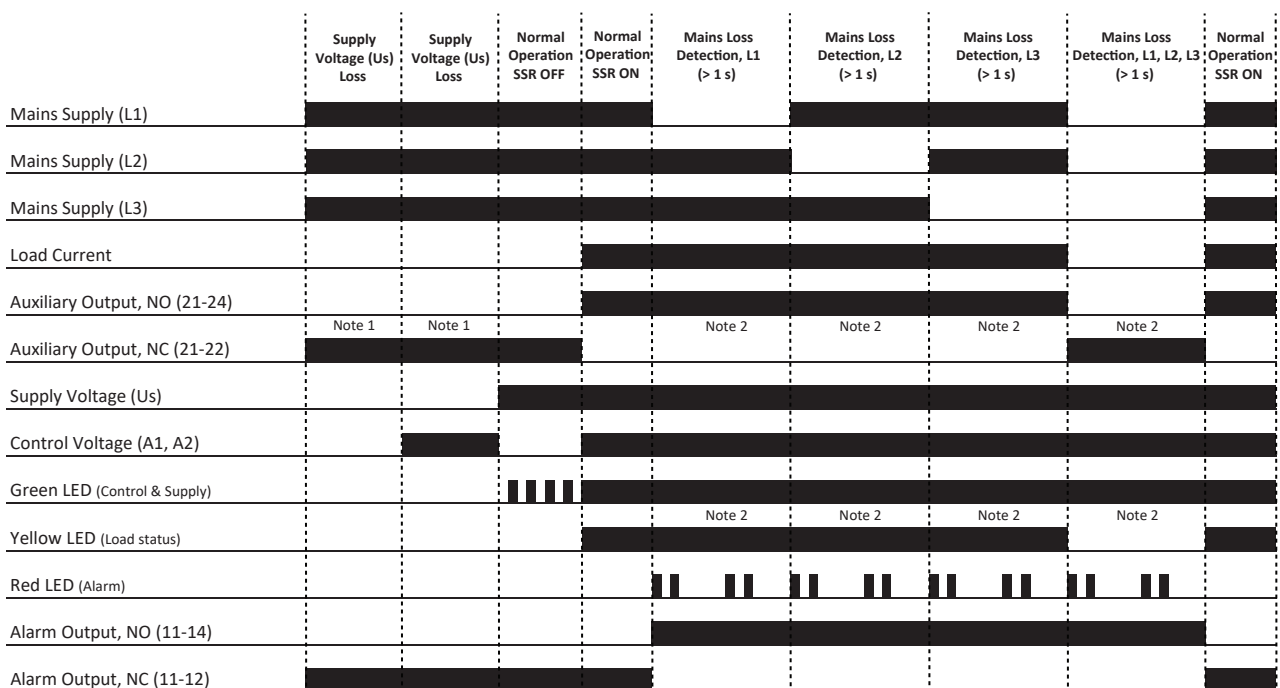 Supply Voltage (Us) Loss
Supply Voltage (Us) Loss
Normal Operation SSR OFF
Normal Operation SSR ON
Mains Loss Detection, L1 (> 1 s)
Mains Loss Detection, L2 (> 1 s)
Mains Loss Detection, L3 (> 1 s)
Mains Loss Detection, L1, L2, L3 (> 1 s)
Normal Operation SSR ON
Mains Supply (L1)
Mains Supply (L2)
Mains Supply (L3)
Load Current
Auxiliary Output, NO (21-24)
Note 1 Note 1 Note 2 Note 2 Note 2 Note 2
Auxiliary Output, NC (21-22)
Supply Voltage (Us)
Control Voltage (A1, A2)
Green LED (Control & Supply)
Note 2 Note 2 Note 2 Note 2
Yellow LED (Load status)
Red LED (Alarm)
Alarm Output, NO (11-14)
Alarm Output, NC (11-12)